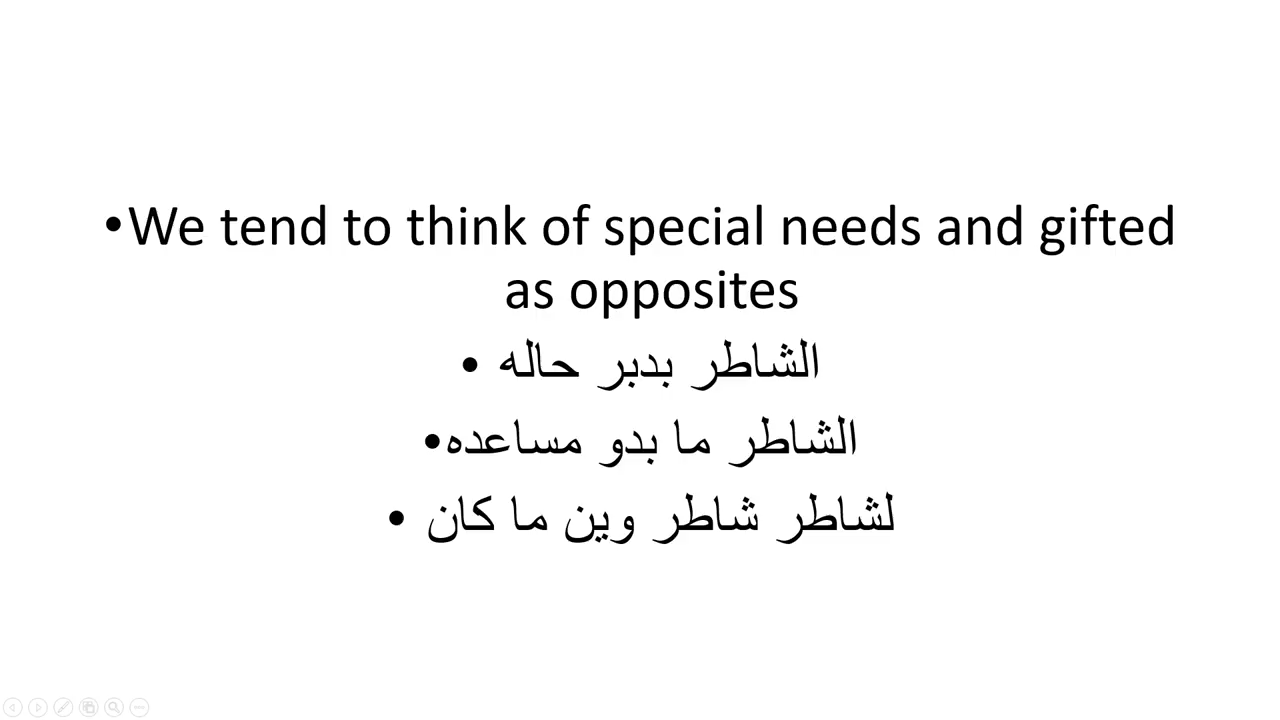 •We tend to think of special needs and gifted
as opposites
• الشاطر بدبر حاله
•الشاطر ما بدو مساعده
• لشاطر شاطر وين ما كان